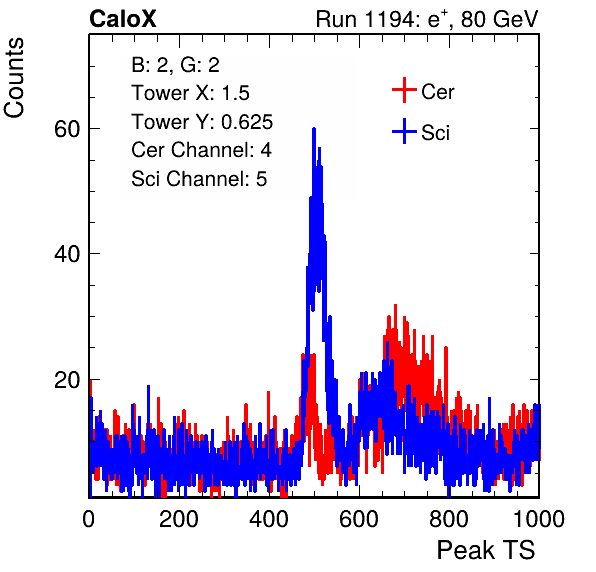 CaloX Run 1194: e⁺, 80 GeV
Counts
B: 2, G: 2
Tower X: 1.5
Tower Y: 0.625
Cer Channel: 4
Sci Channel: 5
Cer
Sci
60
40
20
0 200 400 600 800 1000
Peak TS